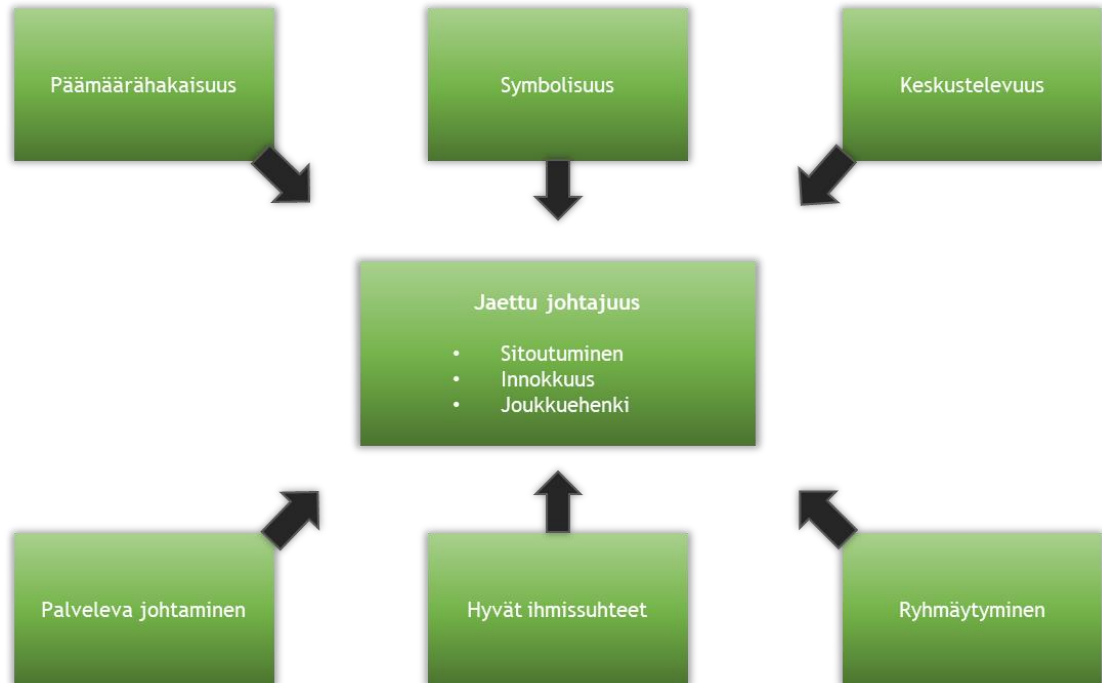 Päämäärähakaisuus
Symbolisuus
Keskustelevuus
Jaettu johtajuus
• Sitoutuminen
• Innokkuus
• Joukkuehenki
Palveleva johtaminen
Hyvät ihmissuhteet
Ryhmäytyminen